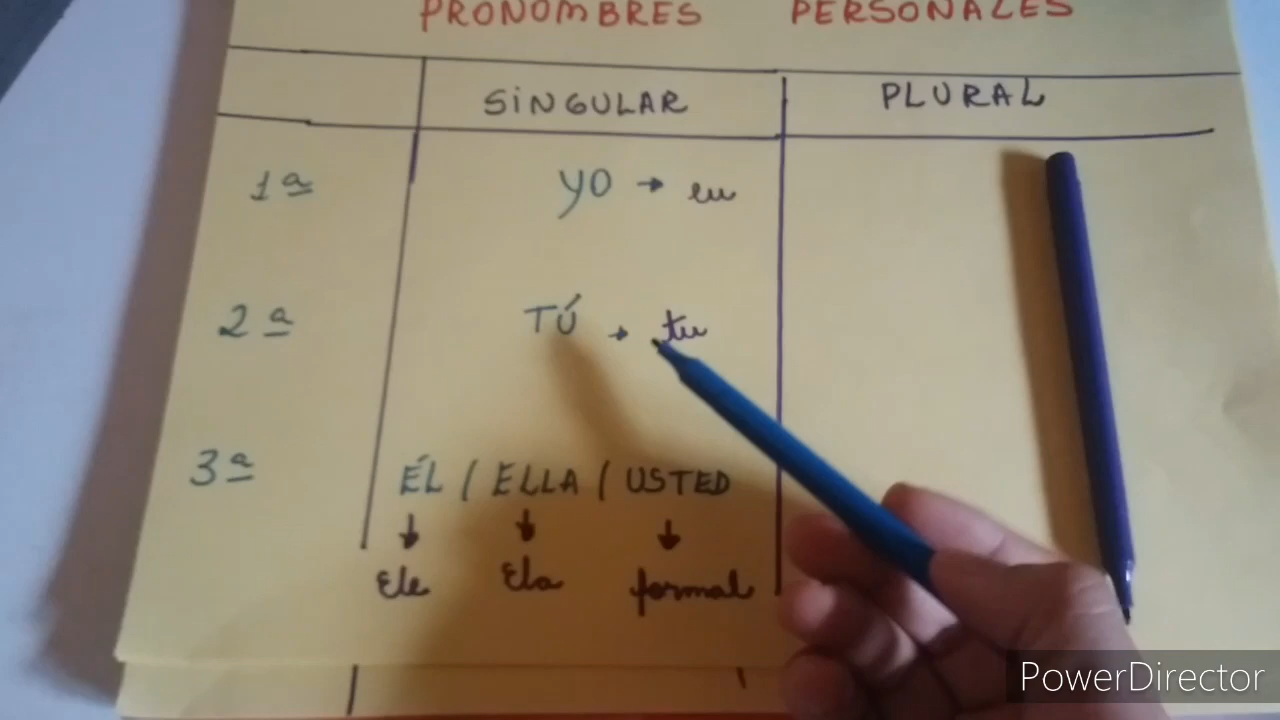 PRONOMBRES PERSONALES
SINGULAR PLURAL
1ª YO → eu
2ª TÚ → tu
3ª ÉL / ELLA / USTED
↓ ↓ ↓
Ele Ela formal
PowerDirector